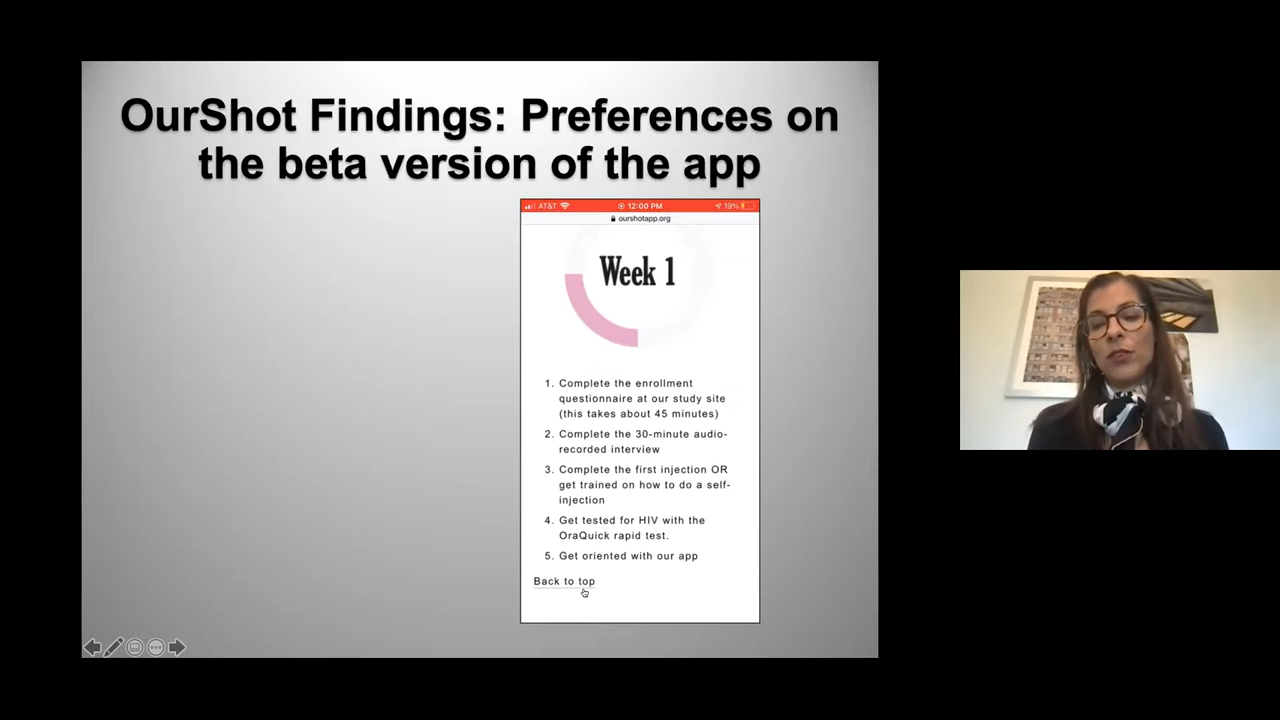 OurShot Findings: Preferences on
the beta version of the app
AT&T 12:00 PM 19%
ourshotapp.org
Week 1
1. Complete the enrollment
questionnaire at our study site
(this takes about 45 minutes)
2. Complete the 30-minute audio-
recorded interview
3. Complete the first injection OR
get trained on how to do a self-
injection
4. Get tested for HIV with the
OraQuick rapid test.
5. Get oriented with our app
Back to top